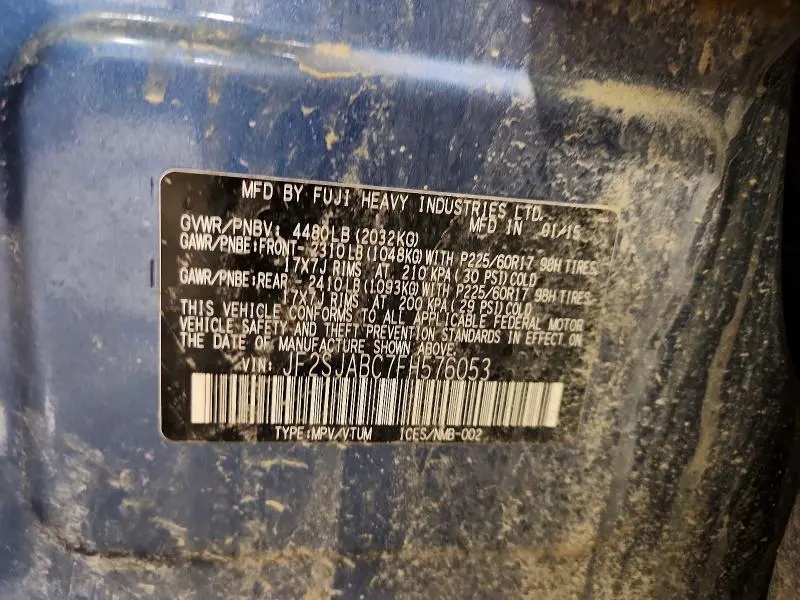 MFD BY FUJI HEAVY INDUSTRIES LTD.
MFD IN 01/15
GVWR/PNBV: 4480LB(2032KG)
GAWR/PNBE:FRONT- 2310LB(1048KG)WITH P225/60R17 98H TIRES
17X7J RIMS AT 210KPA(30 PSI)COLD
GAWR/PNBE:REAR - 2410LB(1093KG)WITH P225/60R17 98H TIRES
17X7J RIMS AT 200KPA(29 PSI)COLD
THIS VEHICLE CONFORMS TO ALL APPLICABLE FEDERAL MOTOR
VEHICLE SAFETY AND THEFT PREVENTION STANDARDS IN EFFECT ON
THE DATE OF MANUFACTURE SHOWN ABOVE.
VIN: JF2SJABC7FH576053
TYPE:MPV/VTUM ICES/NMB-002